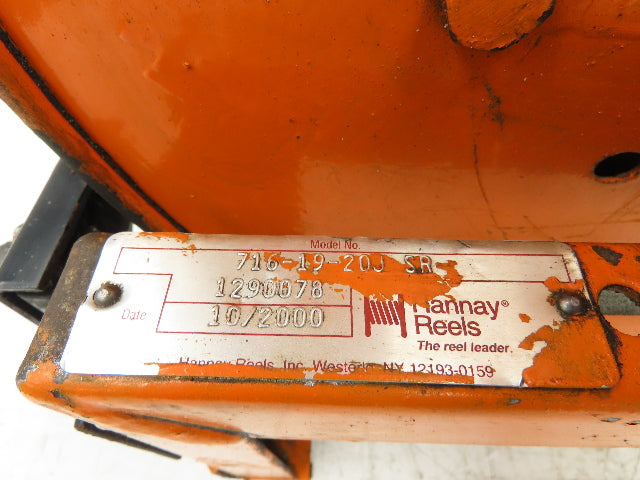 Model No.
716-19-20J SR
1290078
Date 10/2000
Hannay®
Reels
The reel leader.
Hannay Reels, Inc. Westerlo, NY 12193-0159